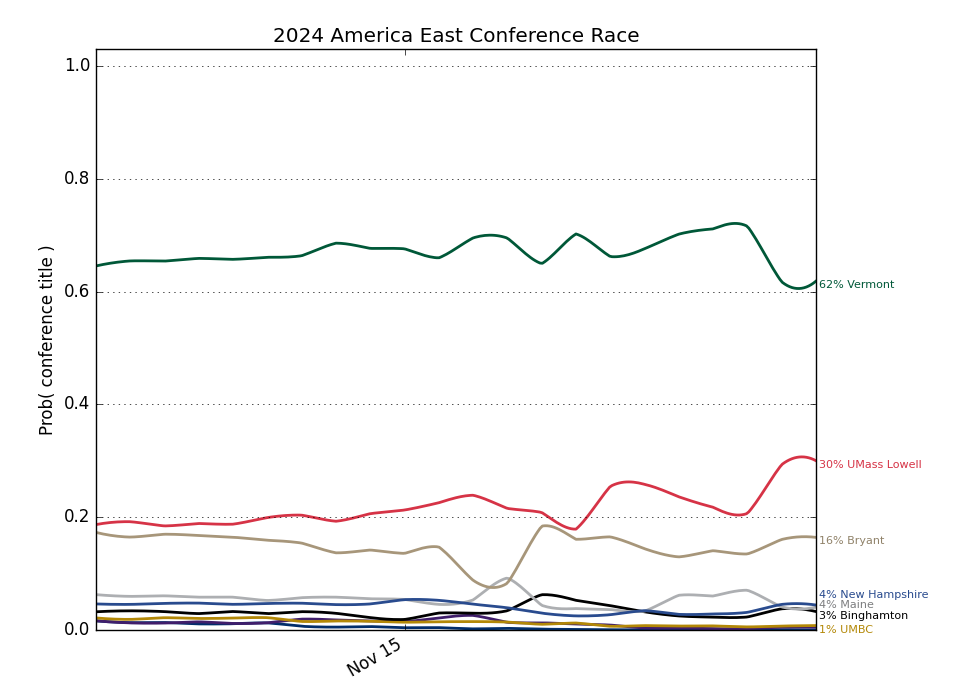 2024 America East Conference Race
1.0
0.8
0.6
0.4
0.2
0.0
Prob( conference title )
Nov 15
62% Vermont
30% UMass Lowell
16% Bryant
4% New Hampshire
4% Maine
3% Binghamton
1% UMBC